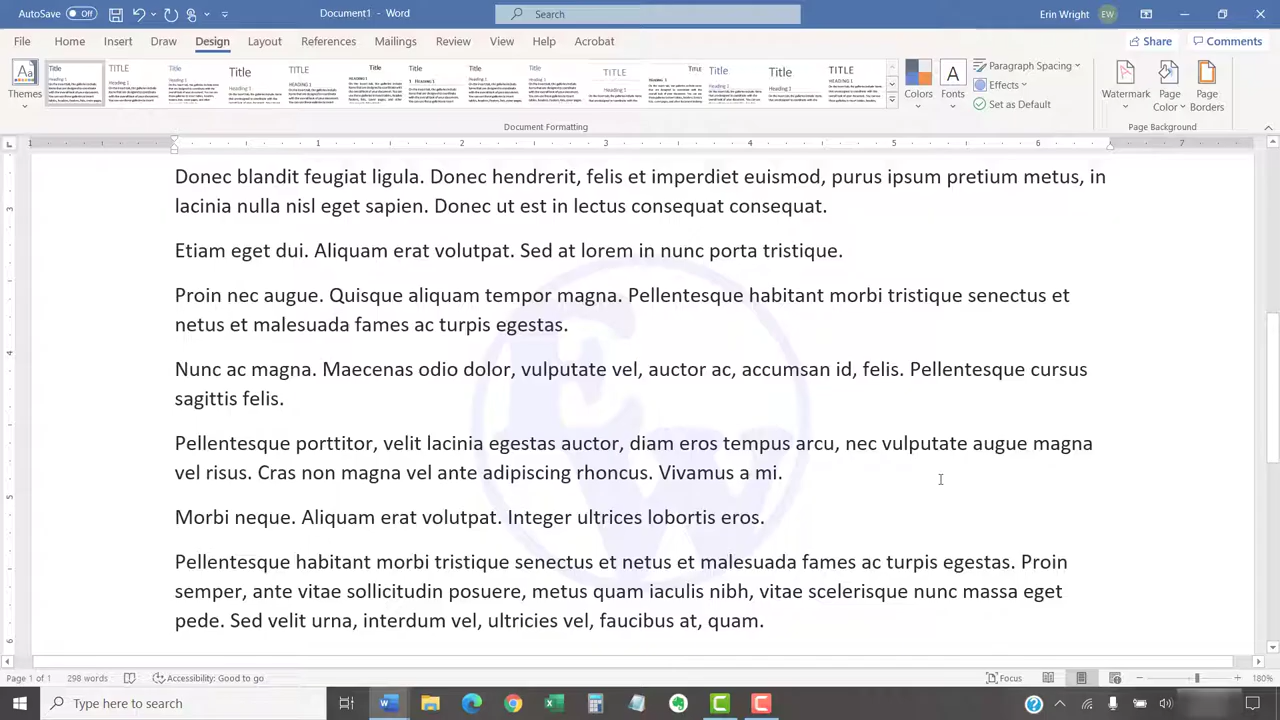 AutoSave Off Document1 - Word Search Erin Wright EW
File Home Insert Draw Design Layout References Mailings Review View Help Acrobat Share Comments
Themes Colors Fonts Paragraph Spacing Effects Set as Default Watermark Page Color Page Borders
Document Formatting Page Background
1 1 2 3 4 5 6 7
Donec blandit feugiat ligula. Donec hendrerit, felis et imperdiet euismod, purus ipsum pretium metus, in
lacinia nulla nisl eget sapien. Donec ut est in lectus consequat consequat.
Etiam eget dui. Aliquam erat volutpat. Sed at lorem in nunc porta tristique.
Proin nec augue. Quisque aliquam tempor magna. Pellentesque habitant morbi tristique senectus et
netus et malesuada fames ac turpis egestas.
Nunc ac magna. Maecenas odio dolor, vulputate vel, auctor ac, accumsan id, felis. Pellentesque cursus
sagittis felis.
Pellentesque porttitor, velit lacinia egestas auctor, diam eros tempus arcu, nec vulputate augue magna
vel risus. Cras non magna vel ante adipiscing rhoncus. Vivamus a mi.
Morbi neque. Aliquam erat volutpat. Integer ultrices lobortis eros.
Pellentesque habitant morbi tristique senectus et netus et malesuada fames ac turpis egestas. Proin
semper, ante vitae sollicitudin posuere, metus quam iaculis nibh, vitae scelerisque nunc massa eget
pede. Sed velit urna, interdum vel, ultricies vel, faucibus at, quam.
Page 1 of 1 298 words Accessibility: Good to go Focus 180%
Type here to search